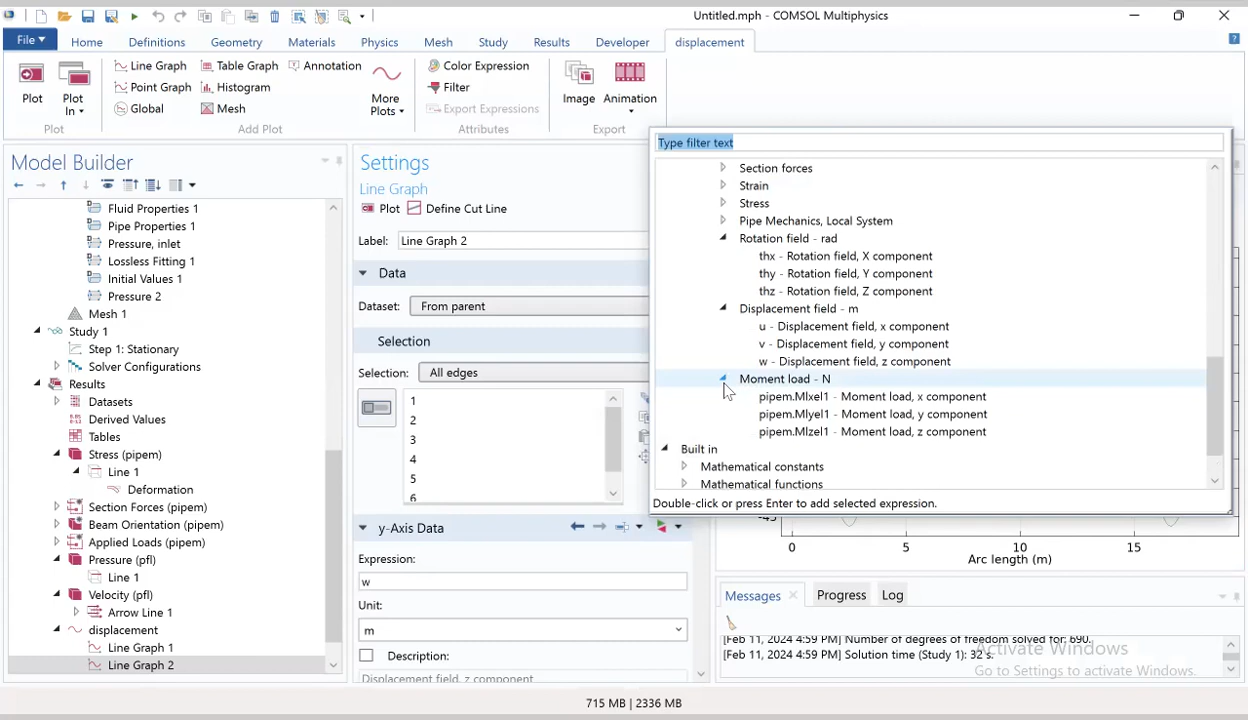 Untitled.mph - COMSOL Multiphysics
File Home Definitions Geometry Materials Physics Mesh Study Results Developer displacement
Plot
Plot In
Plot
Line Graph Table Graph Annotation
Point Graph Histogram
Global Mesh
More Plots
Add Plot
Color Expression
Filter
Export Expressions
Attributes
Image Animation
Export
Model Builder
Fluid Properties 1
Pipe Properties 1
Pressure, inlet
Lossless Fitting 1
Initial Values 1
Pressure 2
Mesh 1
Study 1
Step 1: Stationary
Solver Configurations
Results
Datasets
Derived Values
Tables
Stress (pipem)
Line 1
Deformation
Section Forces (pipem)
Beam Orientation (pipem)
Applied Loads (pipem)
Pressure (pfl)
Line 1
Velocity (pfl)
Arrow Line 1
displacement
Line Graph 1
Line Graph 2
Settings
Line Graph
Plot Define Cut Line
Label: Line Graph 2
Data
Dataset: From parent
Selection
Selection: All edges
1
2
3
4
5
6
y-Axis Data
Expression:
w
Unit:
m
Description:
Displacement field, z component
Type filter text
Section forces
Strain
Stress
Pipe Mechanics, Local System
Rotation field - rad
thx - Rotation field, X component
thy - Rotation field, Y component
thz - Rotation field, Z component
Displacement field - m
u - Displacement field, x component
v - Displacement field, y component
w - Displacement field, z component
Moment load - N
pipem.Mlxel1 - Moment load, x component
pipem.Mlyel1 - Moment load, y component
pipem.Mlzel1 - Moment load, z component
Built in
Mathematical constants
Mathematical functions
Double-click or press Enter to add selected expression.
-45
0 5 10 15
Arc length (m)
Messages Progress Log
[Feb 11, 2024 4:59 PM] Number of degrees of freedom solved for: 690.
[Feb 11, 2024 4:59 PM] Solution time (Study 1): 32 s.
Activate Windows
Go to Settings to activate Windows.
715 MB | 2336 MB